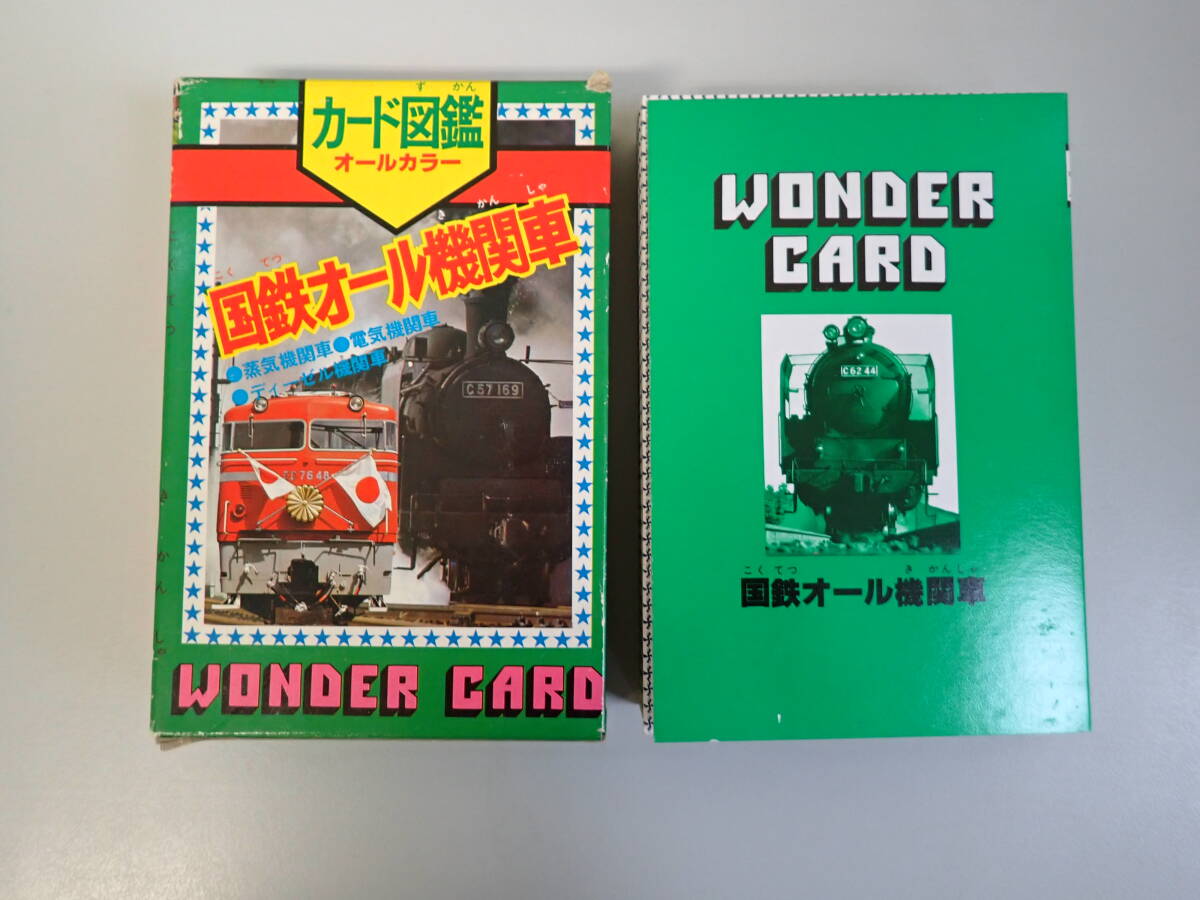 ず かん
カード図鑑
オールカラー
き かん しゃ
こく てつ
国鉄オール機関車
●蒸気機関車●電気機関車
●ディーゼル機関車
C57 169
76 48
WONDER CARD
WONDER
CARD
C62 44
こく てつ き かんしゃ
国鉄オール機関車